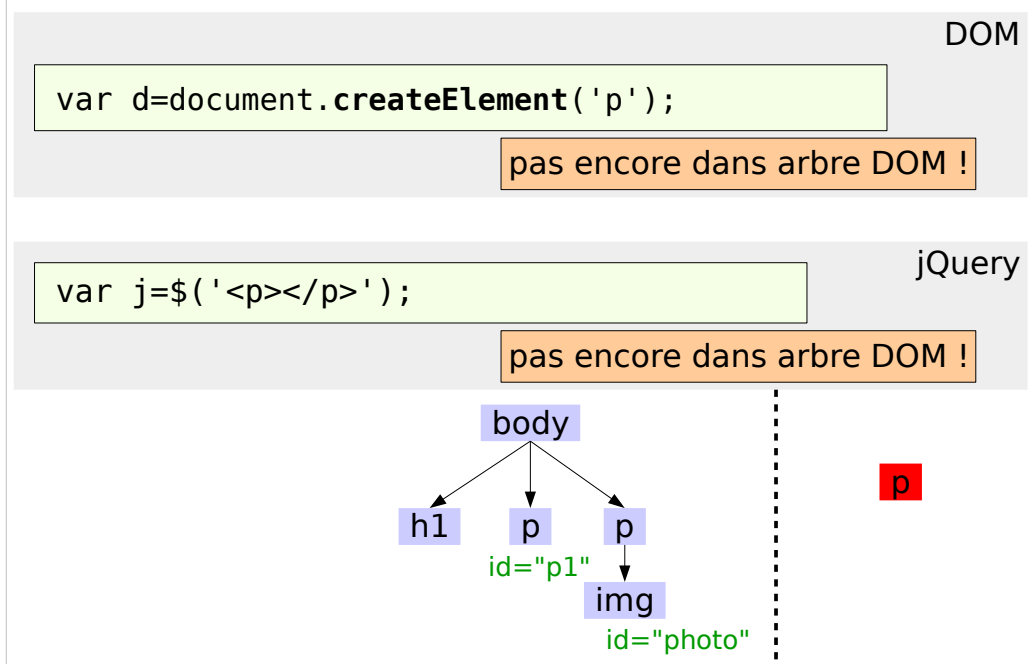 DOM
var d=document.createElement('p');
pas encore dans arbre DOM !
jQuery
var j=$('<p></p>');
pas encore dans arbre DOM !
body
p
h1 p p
id="p1"
img
id="photo"